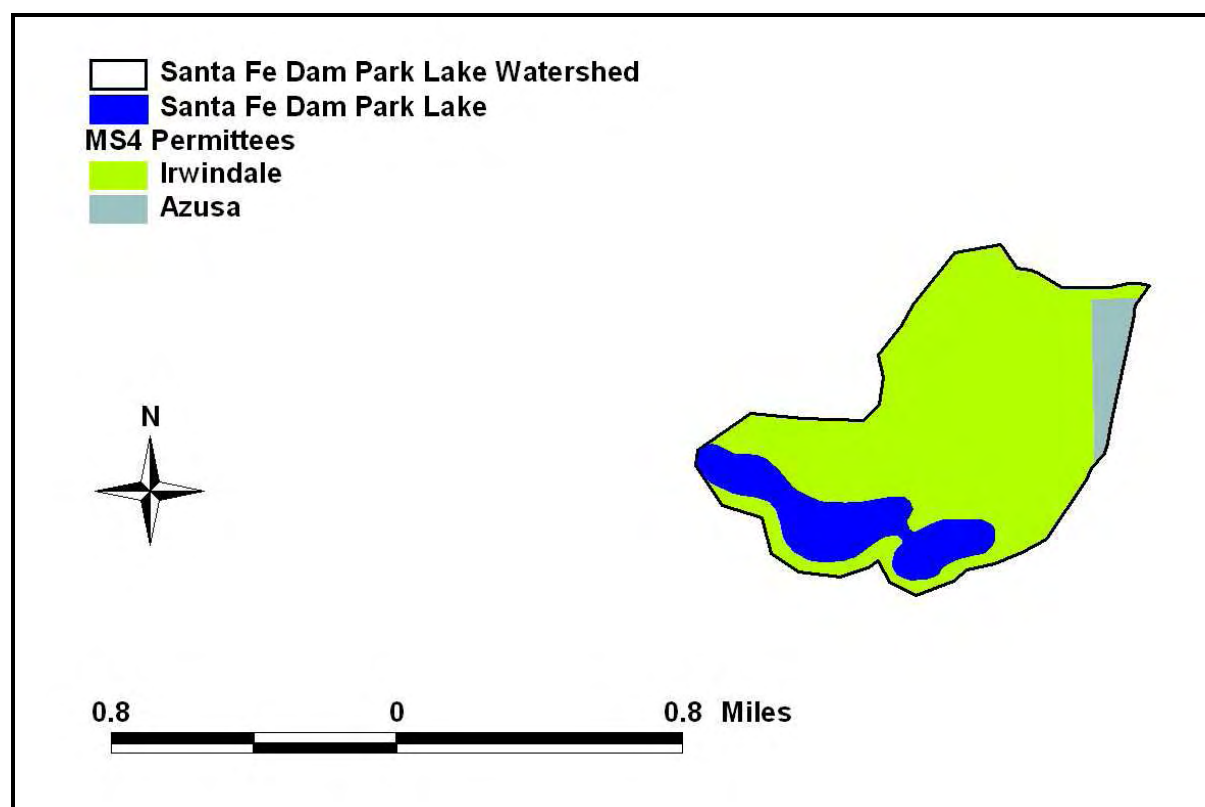 Santa Fe Dam Park Lake Watershed
Santa Fe Dam Park Lake
MS4 Permittees
Irwindale
Azusa
N
0.8 0 0.8 Miles